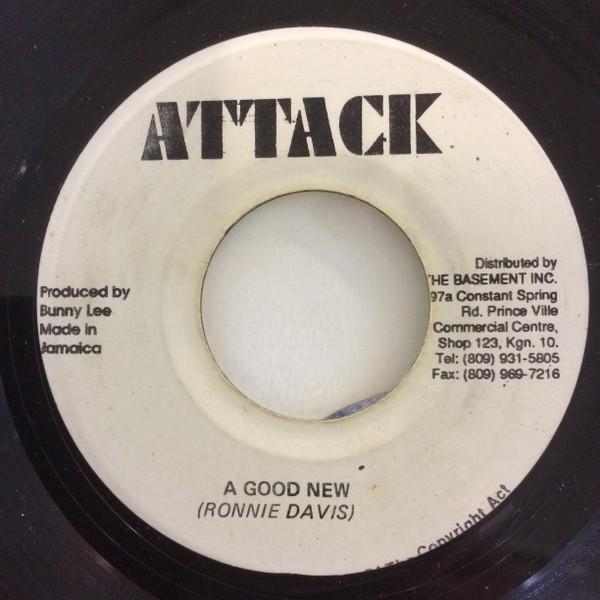 ATTACK
Produced by
Bunny Lee
Made in
Jamaica
Distributed by
THE BASEMENT INC.
97a Constant Spring
Rd. Prince Ville
Commercial Centre,
Shop 123, Kgn. 10.
Tel: (809) 931-5805
Fax: (809) 969-7216
A GOOD NEW
(RONNIE DAVIS)
The Copyright Act